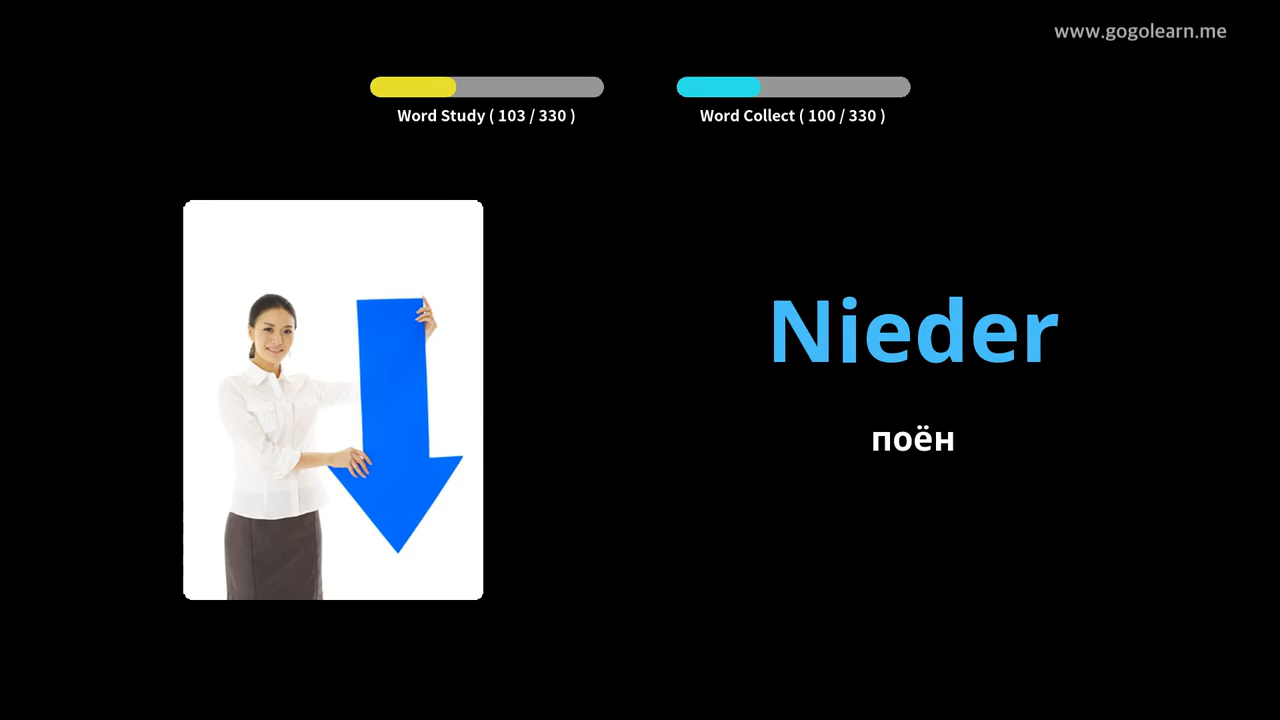 www.gogolearn.me
Word Study ( 103 / 330 )
Word Collect ( 100 / 330 )
Nieder
поён